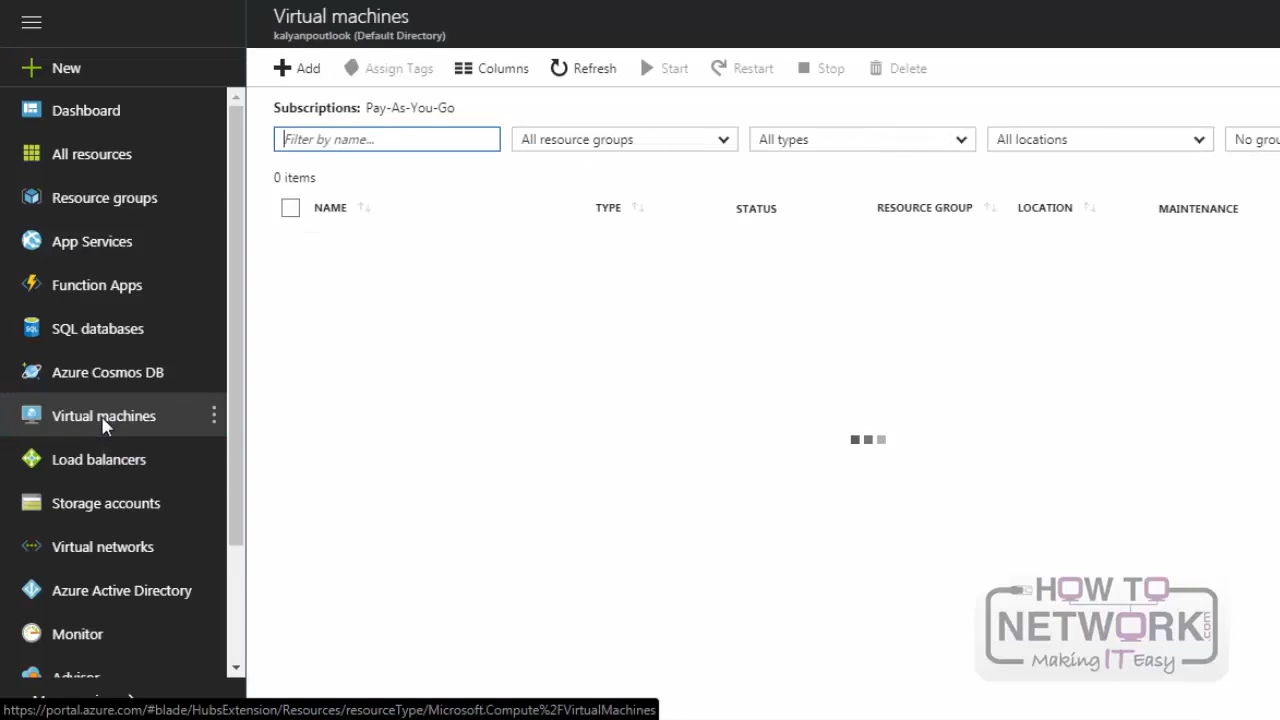 Virtual machines
kalyanpoutlook (Default Directory)
New
Add
Assign Tags
Columns
Refresh
Start
Restart
Stop
Delete
Dashboard
All resources
Resource groups
App Services
Function Apps
SQL databases
Azure Cosmos DB
Virtual machines
Load balancers
Storage accounts
Virtual networks
Azure Active Directory
Monitor
Advisor
Subscriptions: Pay-As-You-Go
Filter by name...
All resource groups
All types
All locations
No grou
0 items
NAME
TYPE
STATUS
RESOURCE GROUP
LOCATION
MAINTENANCE
HOW TO
NETWORK.com
Making IT Easy
https://portal.azure.com/#blade/HubsExtension/Resources/resourceType/Microsoft.Compute%2FVirtualMachines